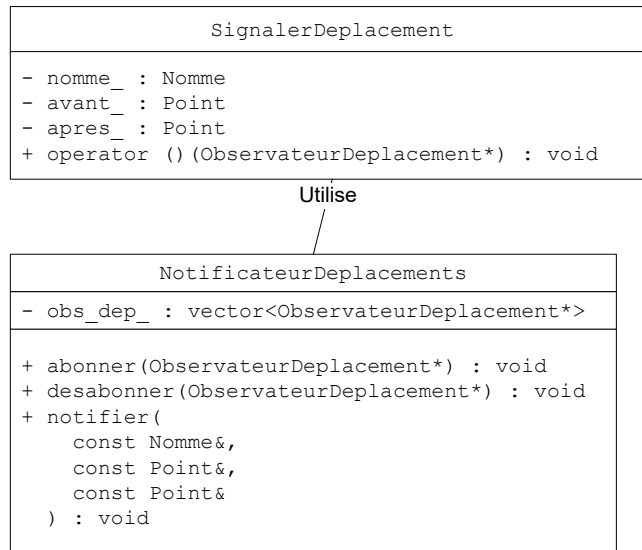 SignalerDeplacement
- nomme_ : Nomme
- avant_ : Point
- apres_ : Point
+ operator ()(ObservateurDeplacement*) : void
Utilise
NotificateurDeplacements
- obs_dep_ : vector<ObservateurDeplacement*>
+ abonner(ObservateurDeplacement*) : void
+ desabonner(ObservateurDeplacement*) : void
+ notifier(
const Nomme&,
const Point&,
const Point&
) : void